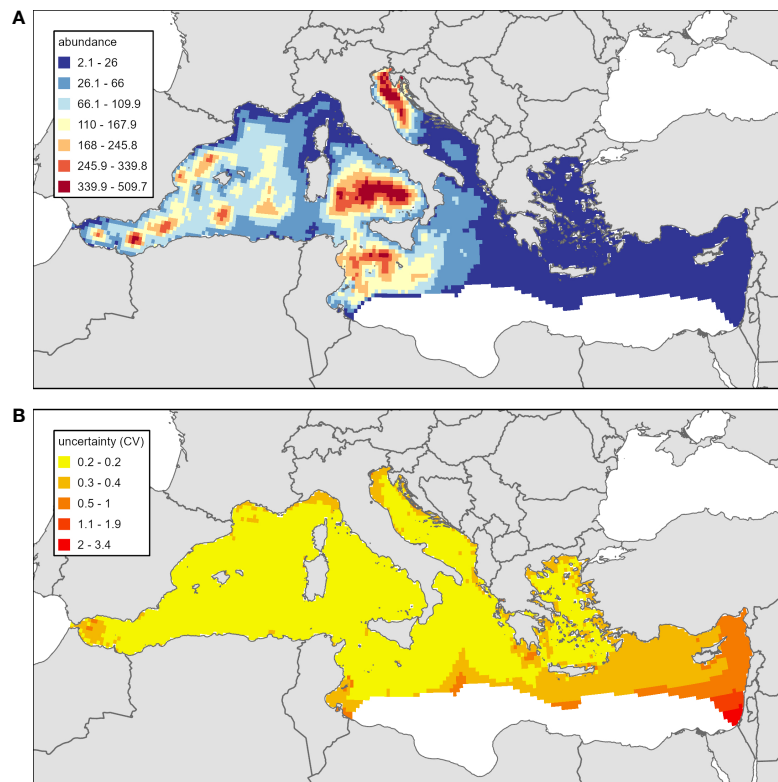 A
abundance
2.1 - 26
26.1 - 66
66.1 - 109.9
110 - 167.9
168 - 245.8
245.9 - 339.8
339.9 - 509.7
B
uncertainty (CV)
0.2 - 0.2
0.3 - 0.4
0.5 - 1
1.1 - 1.9
2 - 3.4